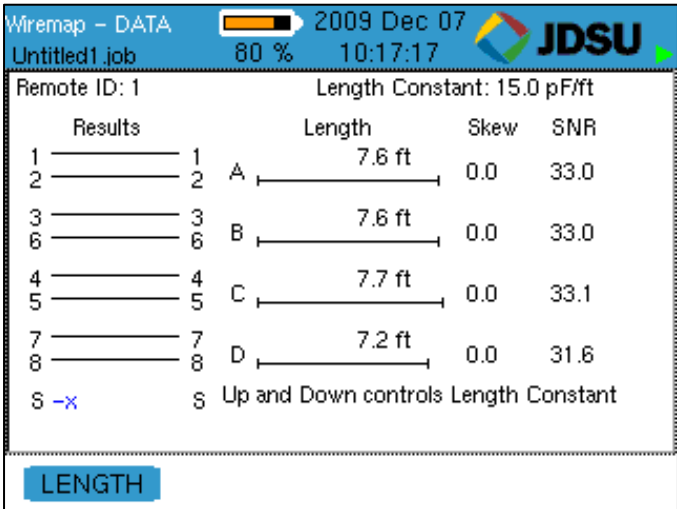 Wiremap – DATA 2009 Dec 07 JDSU
Untitled1.job 80 % 10:17:17
Remote ID: 1 Length Constant: 15.0 pF/ft
Results Length Skew SNR
1 1
2 2
A 7.6 ft 0.0 33.0
3 3
6 6
B 7.6 ft 0.0 33.0
4 4
5 5
C 7.7 ft 0.0 33.1
7 7
8 8
D 7.2 ft 0.0 31.6
S –x S Up and Down controls Length Constant
LENGTH